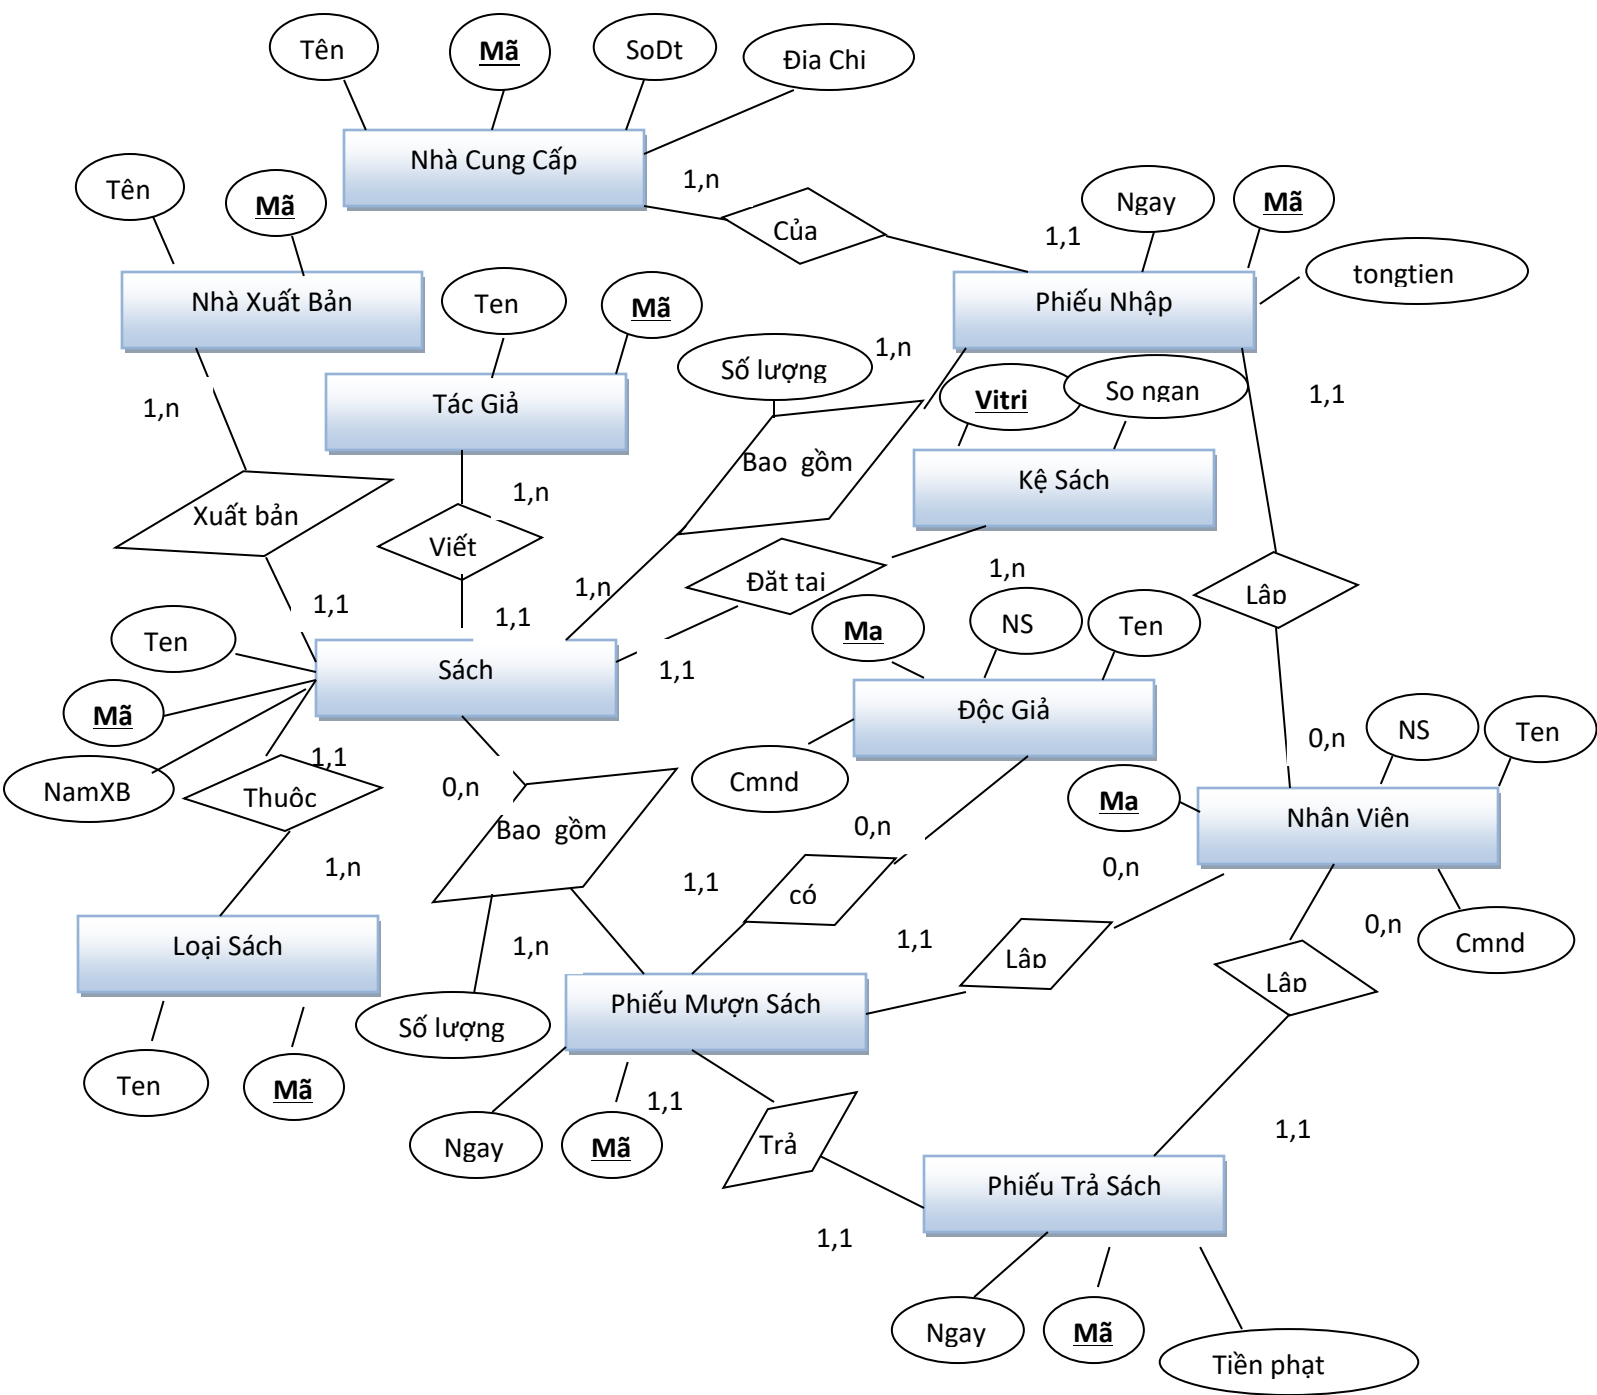 Tên
Mã
SoDt
Đia Chi
Nhà Cung Cấp
1,n
Của
1,1
Tên
Mã
Nhà Xuất Bản
Ngay
Mã
tongtien
Phiếu Nhập
Ten
Mã
Tác Giả
Số lượng
1,n
Vitri
So ngan
1,1
1,n
Bao gồm
Kệ Sách
Xuất bản
1,n
Viết
Đăt tai
1,n
1,n
Lâp
1,1
1,1
Ten
Sách
1,1
Ma
NS
Ten
Độc Giả
Mã
NamXB
1,1
Thuôc
0,n
Cmnd
0,n
NS
Ten
Ma
Nhân Viên
Bao gồm
0,n
1,n
1,1
có
0,n
Loại Sách
1,n
1,1
Lâp
0,n
Cmnd
Lâp
Phiếu Mượn Sách
Số lượng
Ten
Mã
Ngay
Mã
1,1
Trả
1,1
Phiếu Trả Sách
1,1
Ngay
Mã
Tiền phạt